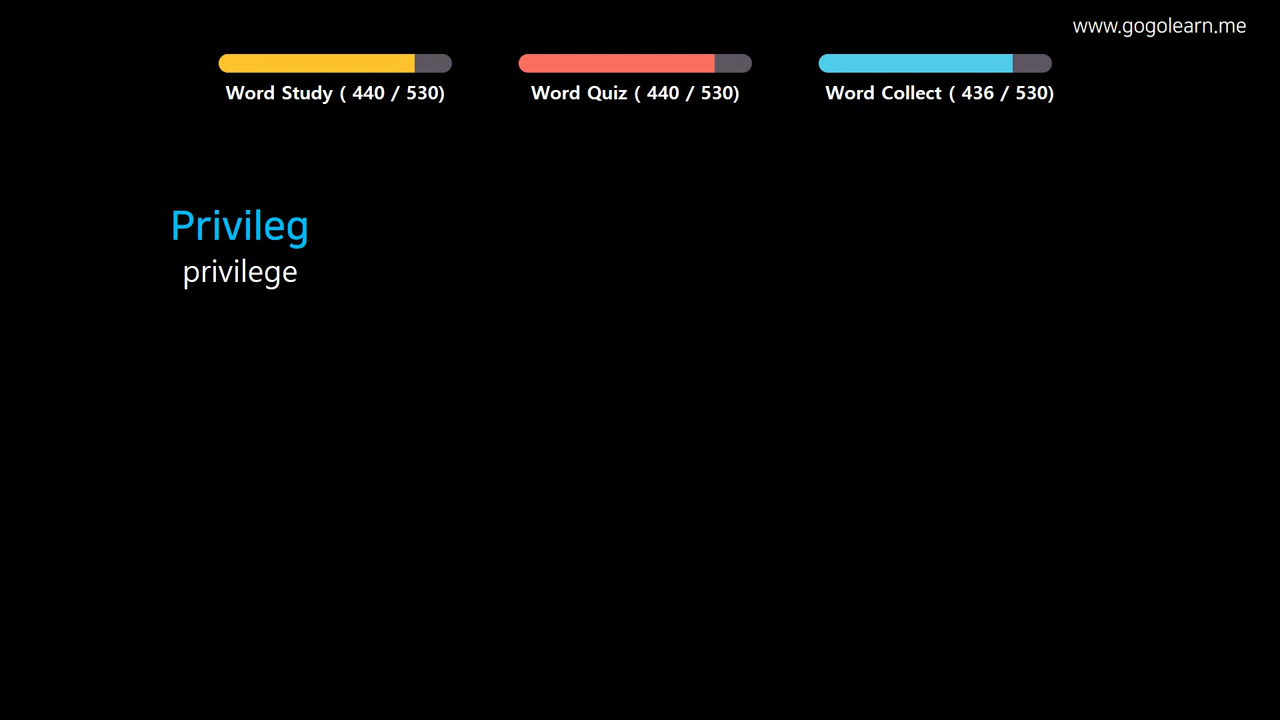 www.gogolearn.me
Word Study ( 440 / 530)
Word Quiz ( 440 / 530)
Word Collect ( 436 / 530)
Privileg
privilege